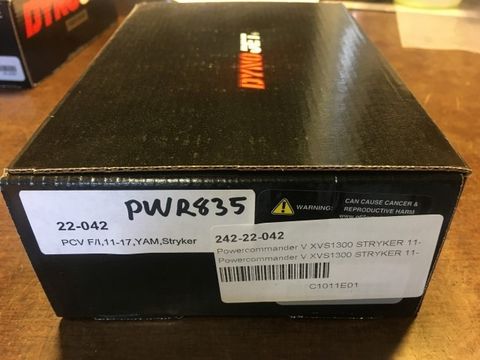 DYNO
DYNOJET
PWR835
22-042
PCV F/I,11-17,YAM,Stryker
WARNING:
CAN CAUSE CANCER &
REPRODUCTIVE HARM
242-22-042
Powercommander V XVS1300 STRYKER 11-
Powercommander V XVS1300 STRYKER 11-
C1011E01